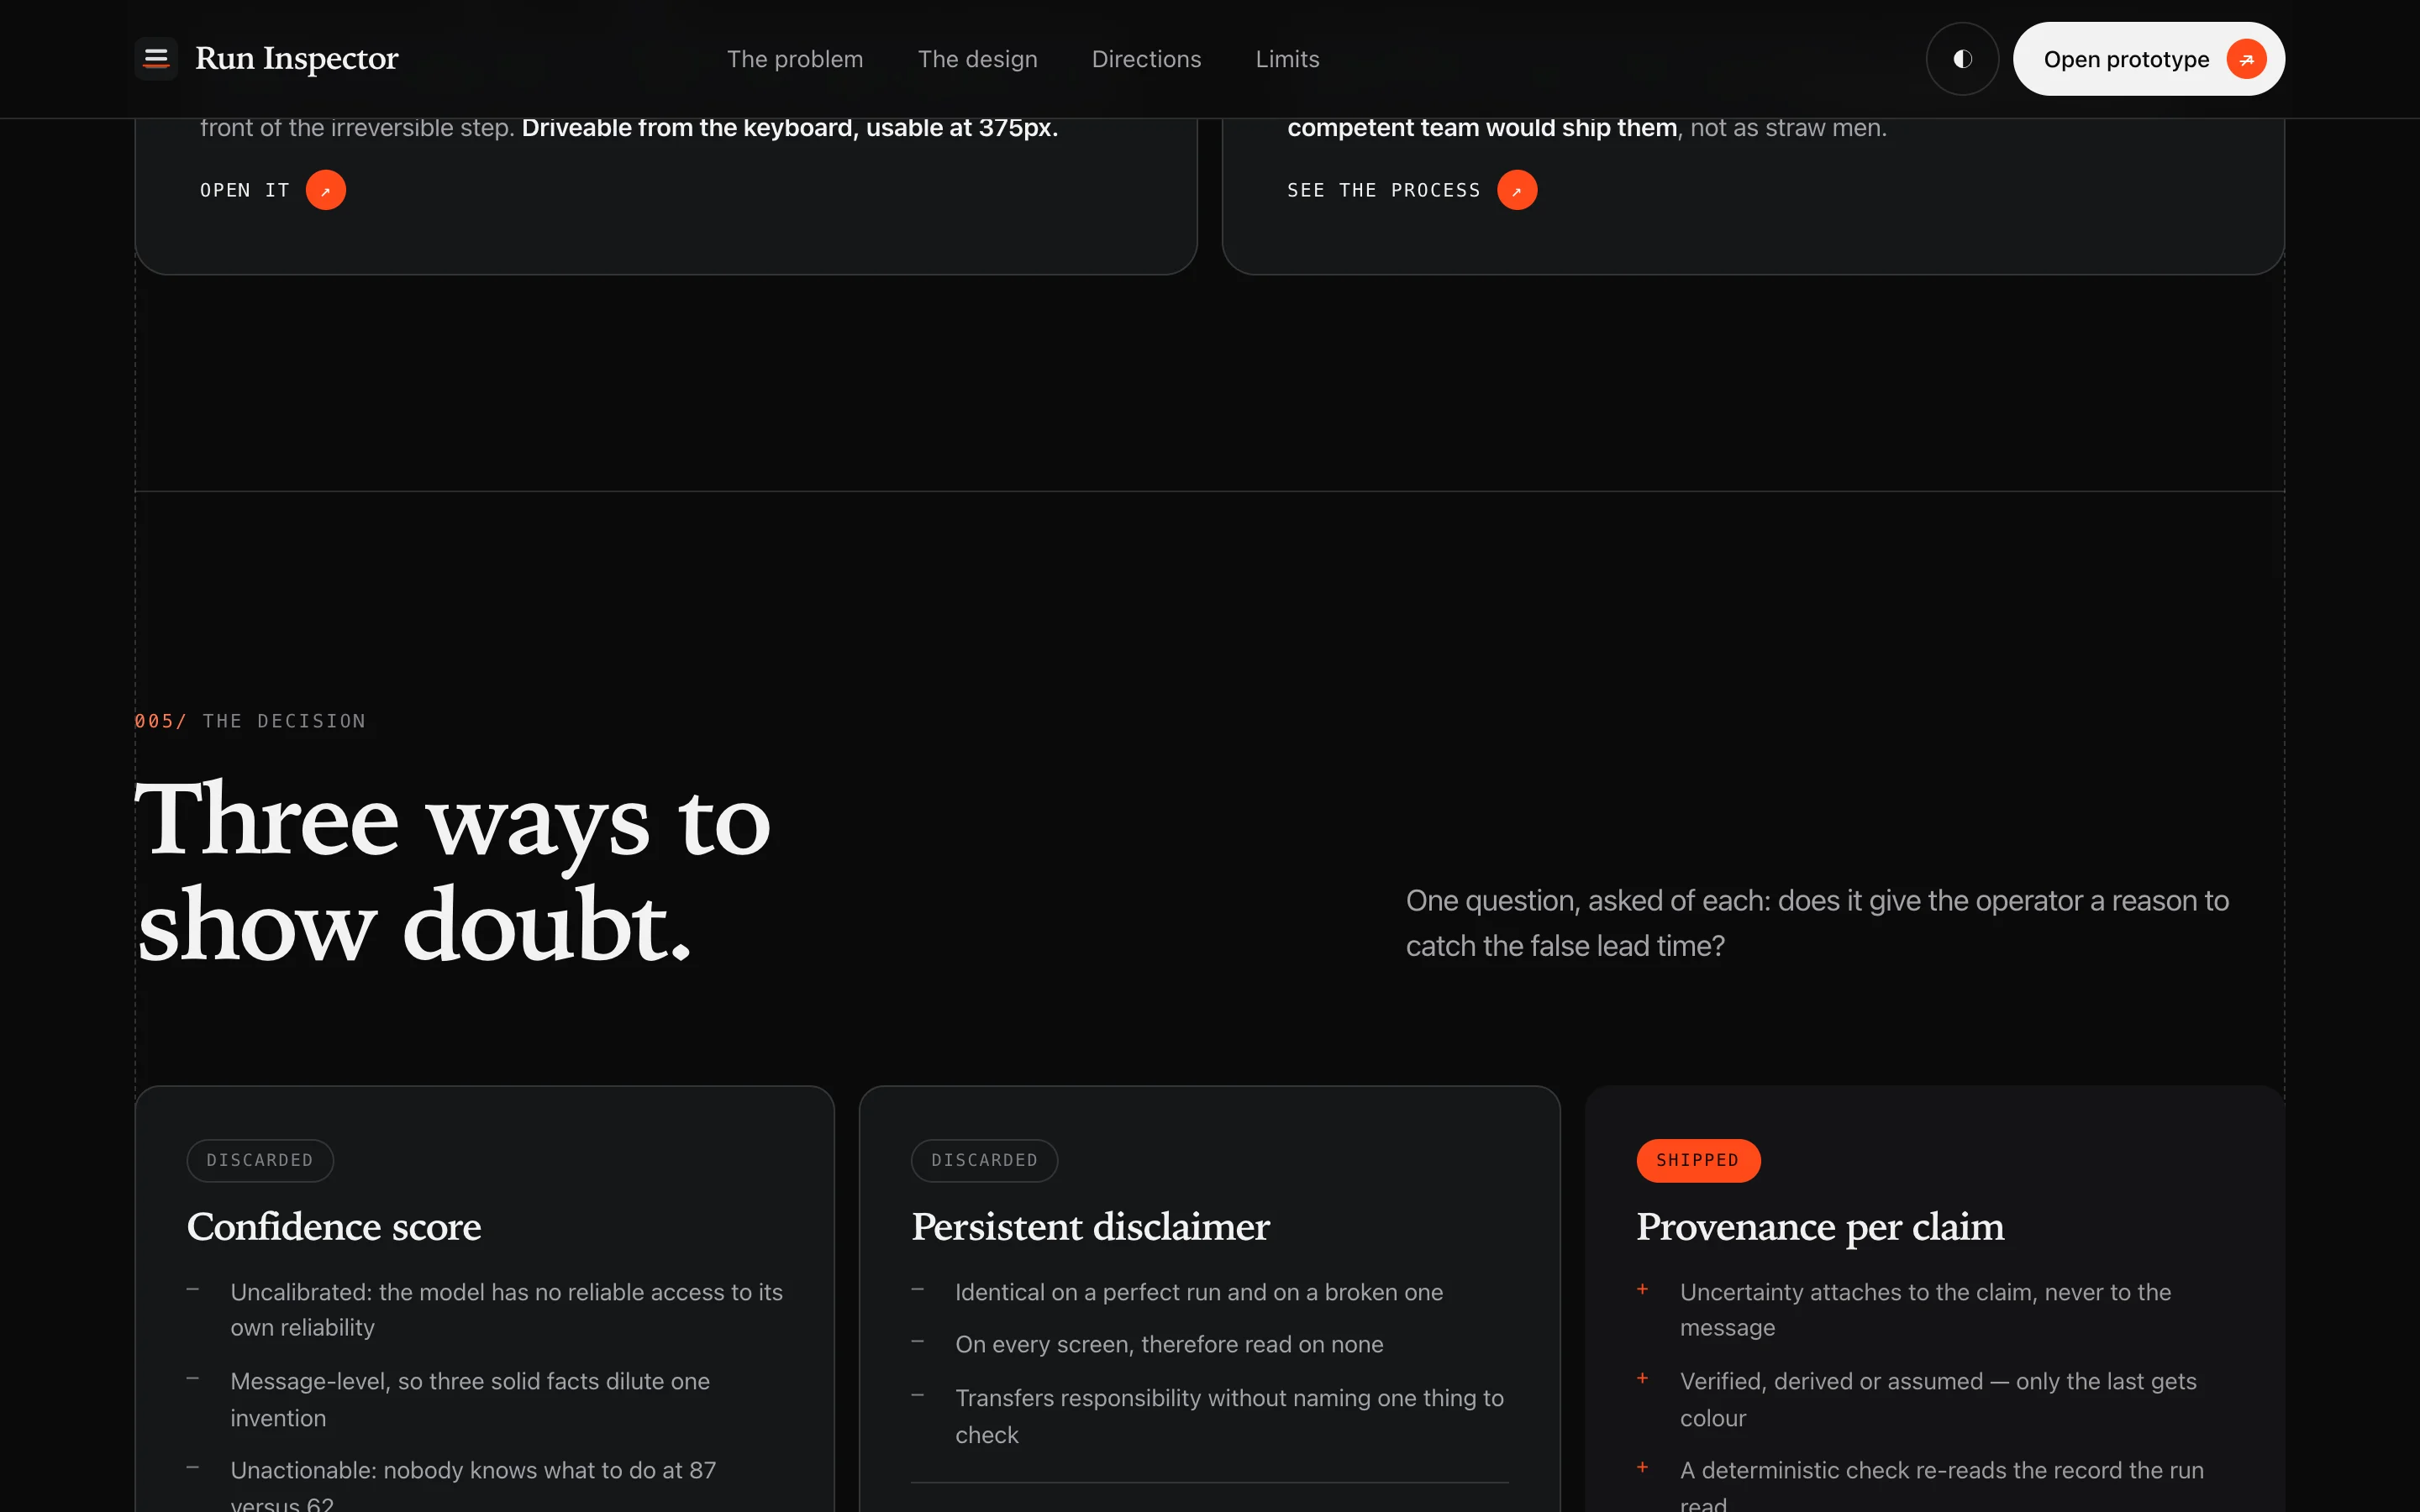 Run Inspector
The problem
The design
Directions
Limits
Open prototype
front of the irreversible step. Driveable from the keyboard, usable at 375px.
OPEN IT
competent team would ship them, not as straw men.
SEE THE PROCESS
005/ THE DECISION
Three ways to
show doubt.
One question, asked of each: does it give the operator a reason to
catch the false lead time?
DISCARDED
Confidence score
– Uncalibrated: the model has no reliable access to its
own reliability
– Message-level, so three solid facts dilute one
invention
– Unactionable: nobody knows what to do at 87
versus 62
DISCARDED
Persistent disclaimer
– Identical on a perfect run and on a broken one
– On every screen, therefore read on none
– Transfers responsibility without naming one thing to
check
SHIPPED
Provenance per claim
+ Uncertainty attaches to the claim, never to the
message
+ Verified, derived or assumed — only the last gets
colour
+ A deterministic check re-reads the record the run
read